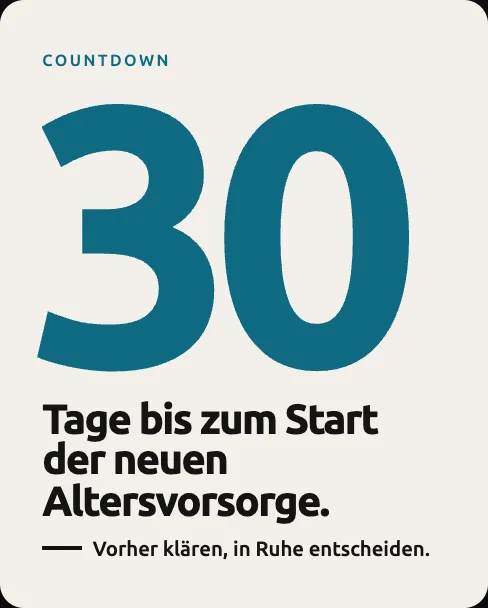 COUNTDOWN
30
Tage bis zum Start
der neuen
Altersvorsorge.
Vorher klären, in Ruhe entscheiden.